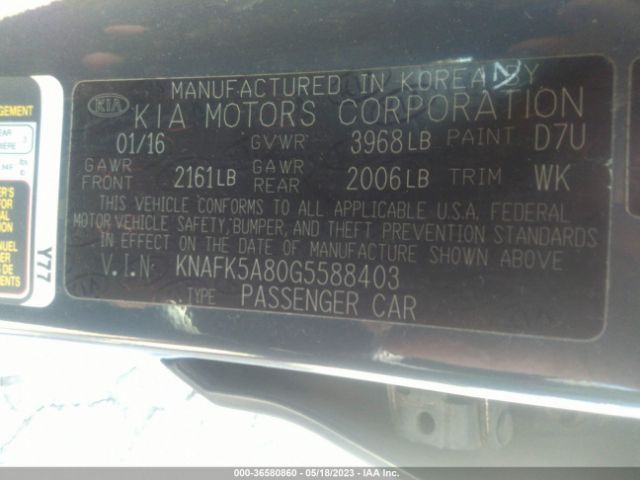 MANUFACTURED IN KOREA BY
KIA
KIA MOTORS CORPORATION
01/16 GVWR 3968LB PAINT D7U
GAWR FRONT 2161LB GAWR REAR 2006LB TRIM WK
THIS VEHICLE CONFORMS TO ALL APPLICABLE U.S.A. FEDERAL
MOTOR VEHICLE SAFETY, BUMPER, AND THEFT PREVENTION STANDARDS
IN EFFECT ON THE DATE OF MANUFACTURE SHOWN ABOVE
V.I.N: KNAFK5A80G5588403
TYPE PASSENGER CAR
Y77
000-36580860 - 05/18/2023 - IAA Inc.